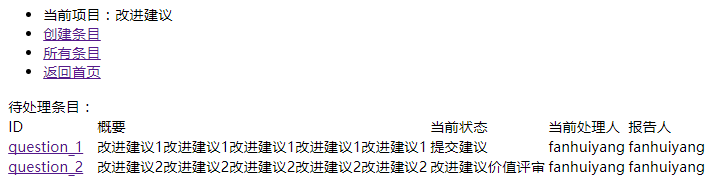 当前项目：改进建议
创建条目
所有条目
返回首页
待处理条目：
ID 概要 当前状态 当前处理人 报告人
question_1 改进建议1改进建议1改进建议1改进建议1改进建议1 提交建议 fanhuiyang fanhuiyang
question_2 改进建议2改进建议2改进建议2改进建议2改进建议2 改进建议价值评审 fanhuiyang fanhuiyang